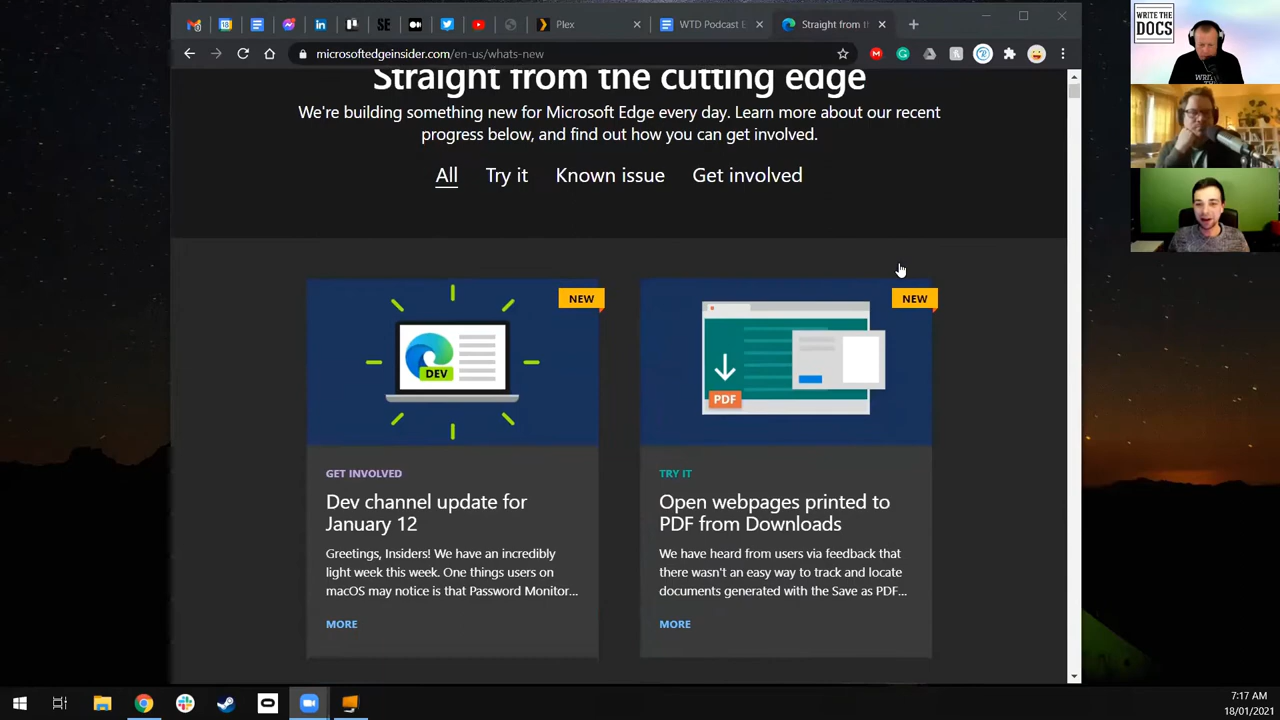 Plex
WTD Podcast E
Straight from th
microsoftedgeinsider.com/en-us/whats-new
Straight from the cutting edge
We're building something new for Microsoft Edge every day. Learn more about our recent
progress below, and find out how you can get involved.
All Try it Known issue Get involved
NEW
DEV
GET INVOLVED
Dev channel update for
January 12
Greetings, Insiders! We have an incredibly
light week this week. One things users on
macOS may notice is that Password Monitor...
MORE
NEW
PDF
TRY IT
Open webpages printed to
PDF from Downloads
We have heard from users via feedback that
there wasn't an easy way to track and locate
documents generated with the Save as PDF...
MORE
WRITE THE
DOCS
7:17 AM
18/01/2021